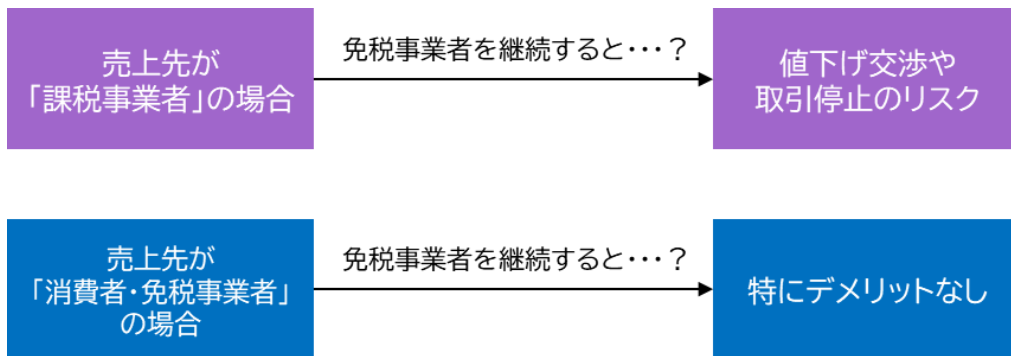 売上先が
「課税事業者」の場合
免税事業者を継続すると・・・？
値下げ交渉や
取引停止のリスク
売上先が
「消費者・免税事業者」
の場合
免税事業者を継続すると・・・？
特にデメリットなし